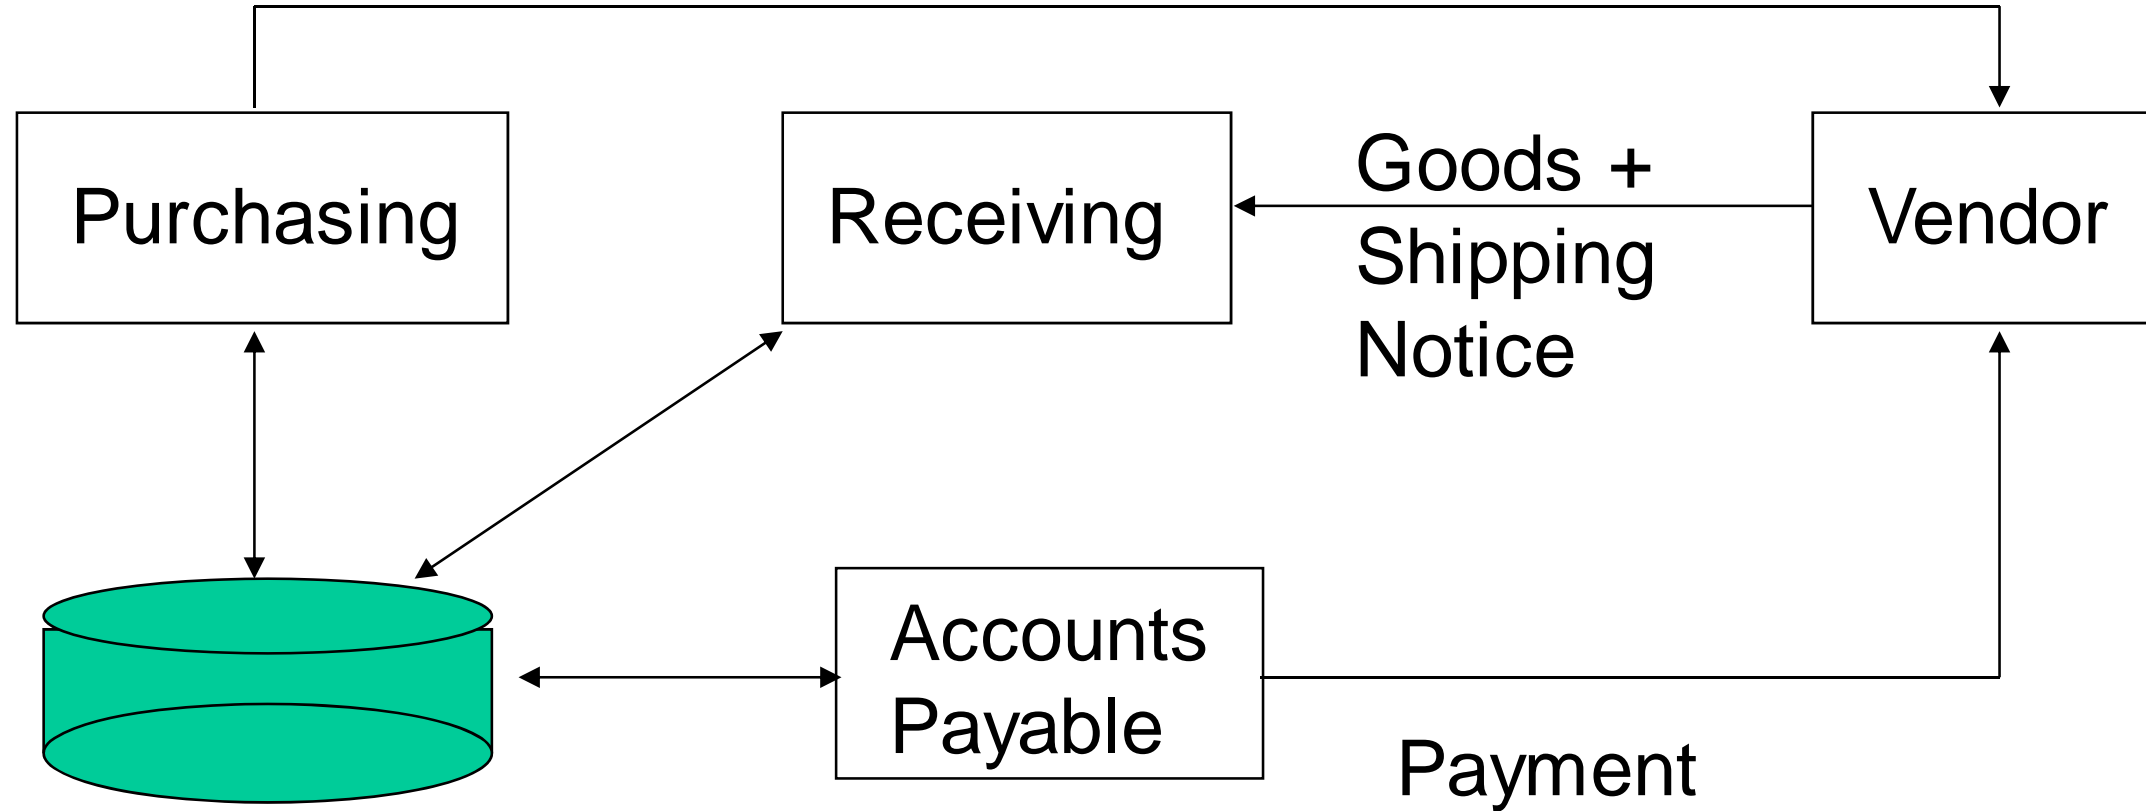 Purchasing
Receiving
Goods +
Shipping
Notice
Vendor
Accounts
Payable
Payment